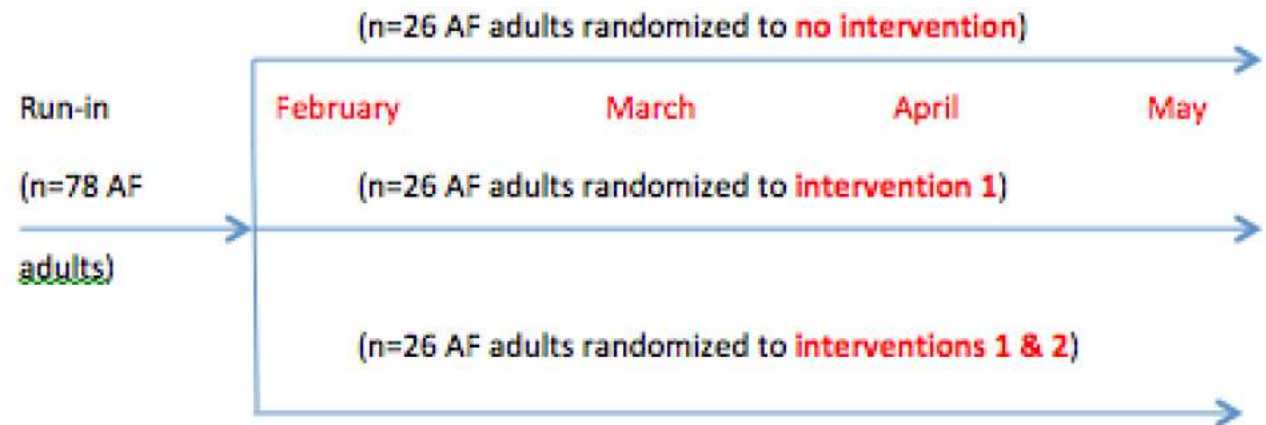 (n=26 AF adults randomized to no intervention)
Run-in
February March April May
(n=78 AF
(n=26 AF adults randomized to intervention 1)
adults)
(n=26 AF adults randomized to interventions 1 & 2)